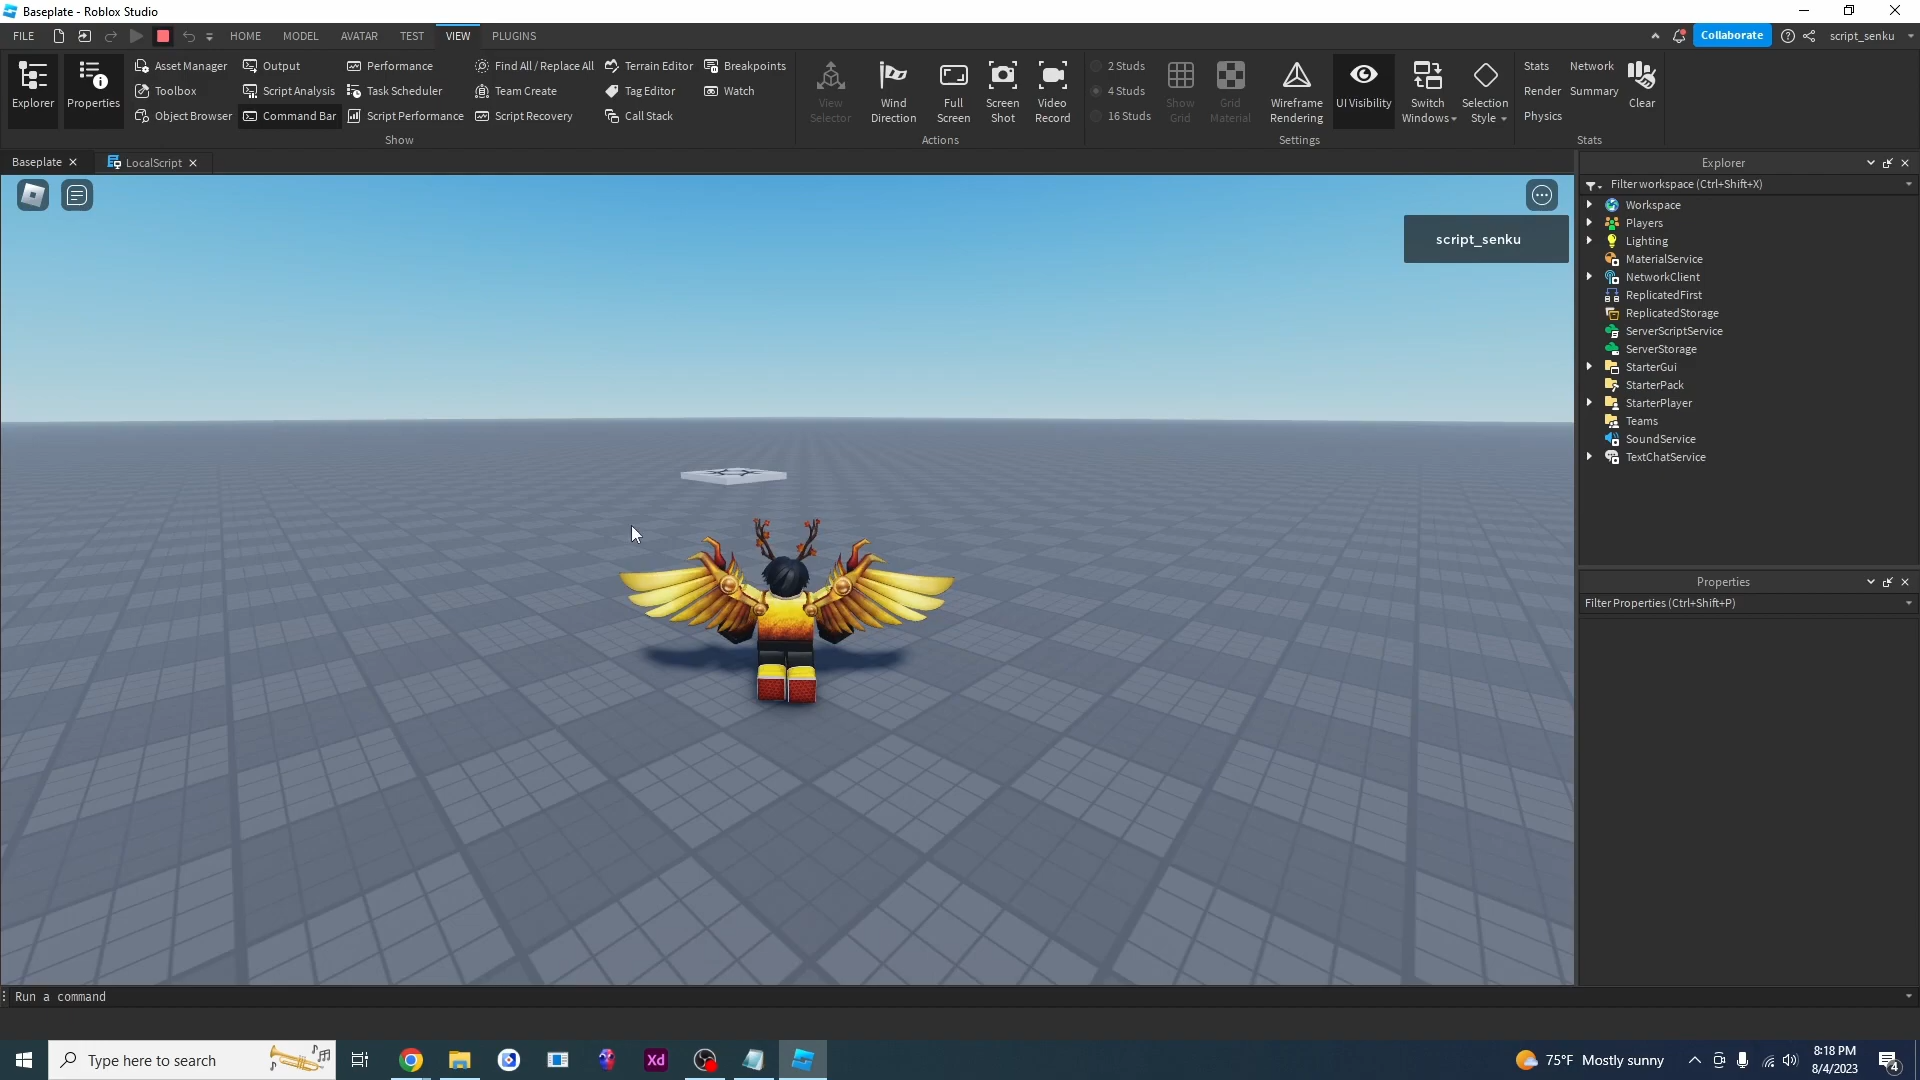 Baseplate - Roblox Studio
FILE HOME MODEL AVATAR TEST VIEW PLUGINS Collaborate script_senku
Explorer
Properties
Asset Manager
Toolbox
Object Browser
Output
Script Analysis
Command Bar
Performance
Task Scheduler
Script Performance
Find All / Replace All
Team Create
Script Recovery
Terrain Editor
Tag Editor
Call Stack
Breakpoints
Watch
Show
View
Selector
Wind
Direction
Full
Screen
Screen
Shot
Video
Record
Actions
2 Studs
4 Studs
16 Studs
Show
Grid
Grid
Material
Wireframe
Rendering
UI Visibility
Switch
Windows
Selection
Style
Settings
Stats
Render
Physics
Network
Summary
Clear
Stats
Baseplate
LocalScript
script_senku
Explorer
Filter workspace (Ctrl+Shift+X)
Workspace
Players
Lighting
MaterialService
NetworkClient
ReplicatedFirst
ReplicatedStorage
ServerScriptService
ServerStorage
StarterGui
StarterPack
StarterPlayer
Teams
SoundService
TextChatService
Properties
Filter Properties (Ctrl+Shift+P)
Run a command
Type here to search
Xd
75°F Mostly sunny
8:18 PM
8/4/2023
4